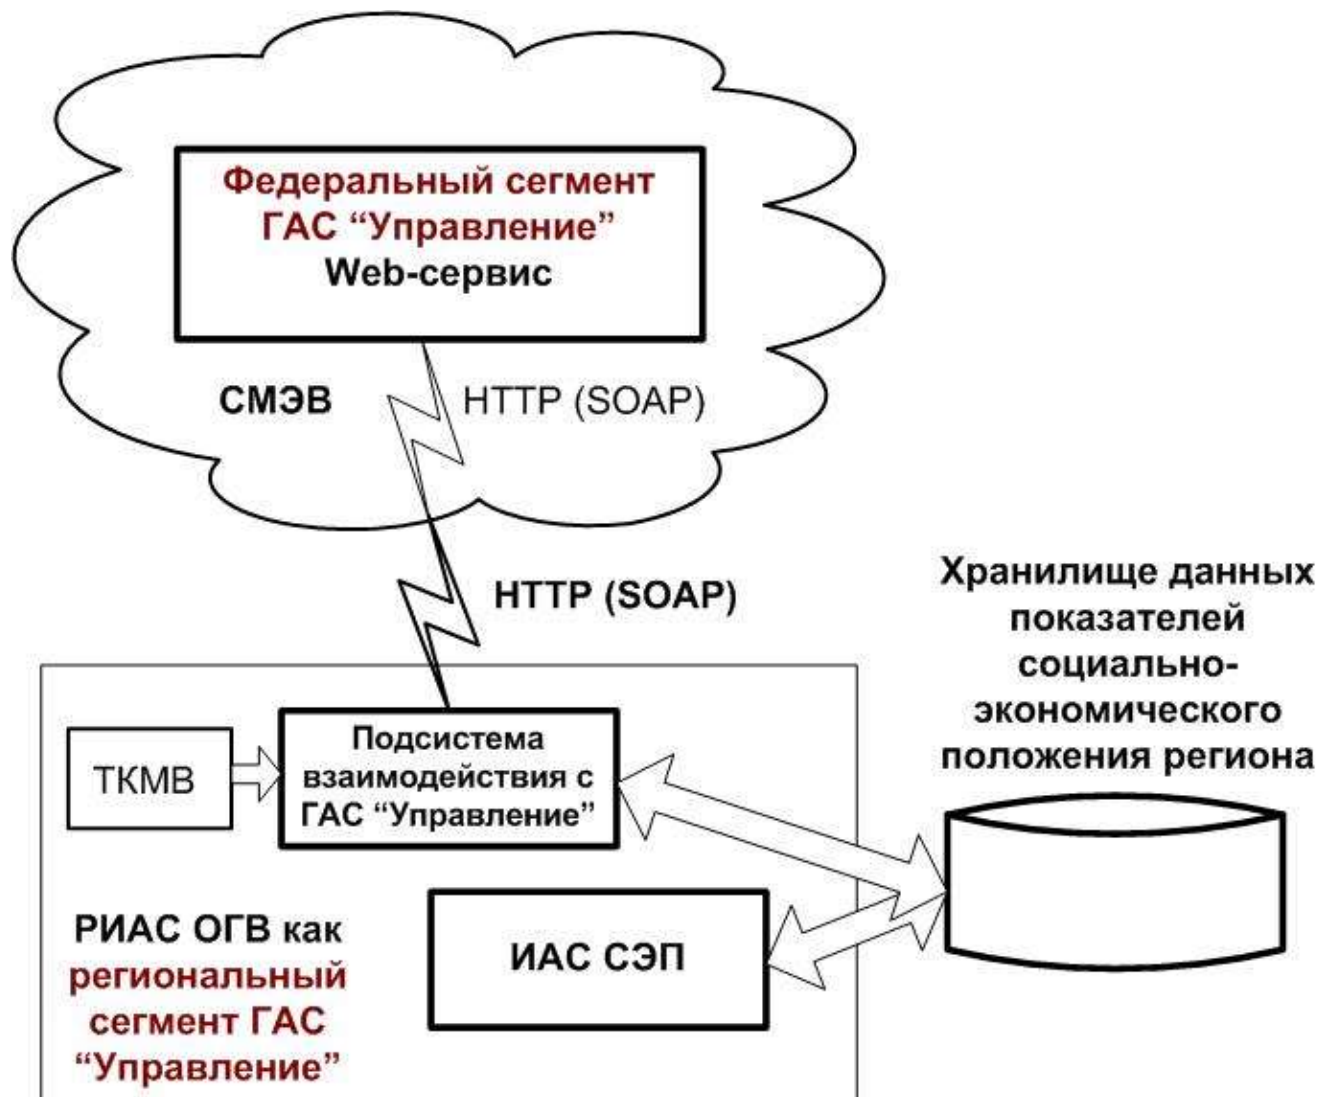 Федеральный сегмент
ГАС “Управление”
Web-сервис
СМЭВ
HTTP (SOAP)
HTTP (SOAP)
Хранилище данных
показателей
социально-
экономического
положения региона
ТКМВ
Подсистема
взаимодействия с
ГАС “Управление”
ИАС СЭП
РИАС ОГВ как
региональный
сегмент ГАС
“Управление”